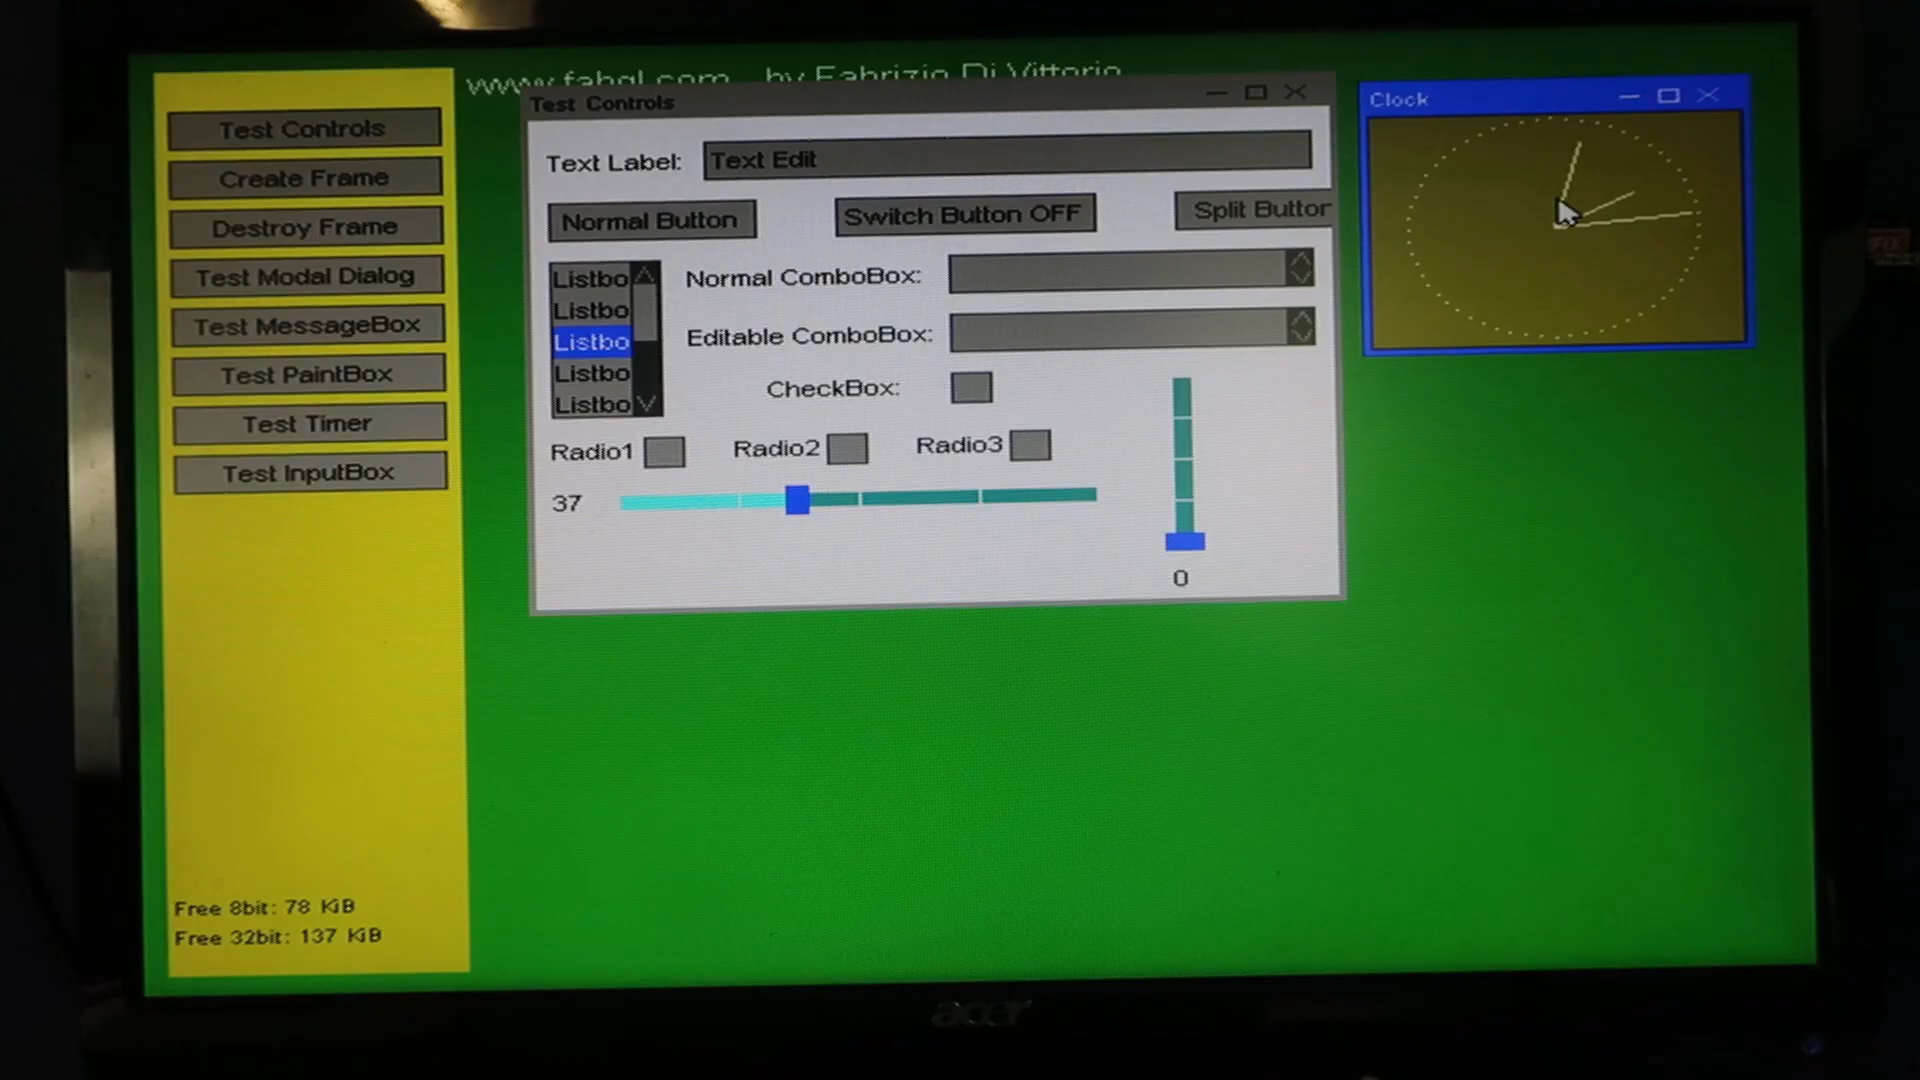 www.fabgl.com by Fabrizio Di Vittorio
Test Controls
Create Frame
Destroy Frame
Test Modal Dialog
Test MessageBox
Test PaintBox
Test Timer
Test InputBox
Free 8bit: 78 KiB
Free 32bit: 137 KiB
Test Controls
Text Label: Text Edit
Normal Button Switch Button OFF Split Button
Listbo
Listbo
Listbo
Listbo
Listbo
Normal ComboBox:
Editable ComboBox:
CheckBox:
Radio1 Radio2 Radio3
37
0
Clock
acer